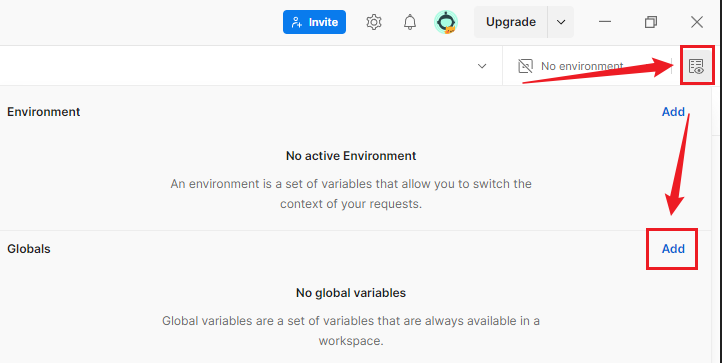 Invite
Upgrade
No environment
Environment
Add
No active Environment
An environment is a set of variables that allow you to switch the
context of your requests.
Globals
Add
No global variables
Global variables are a set of variables that are always available in a
workspace.